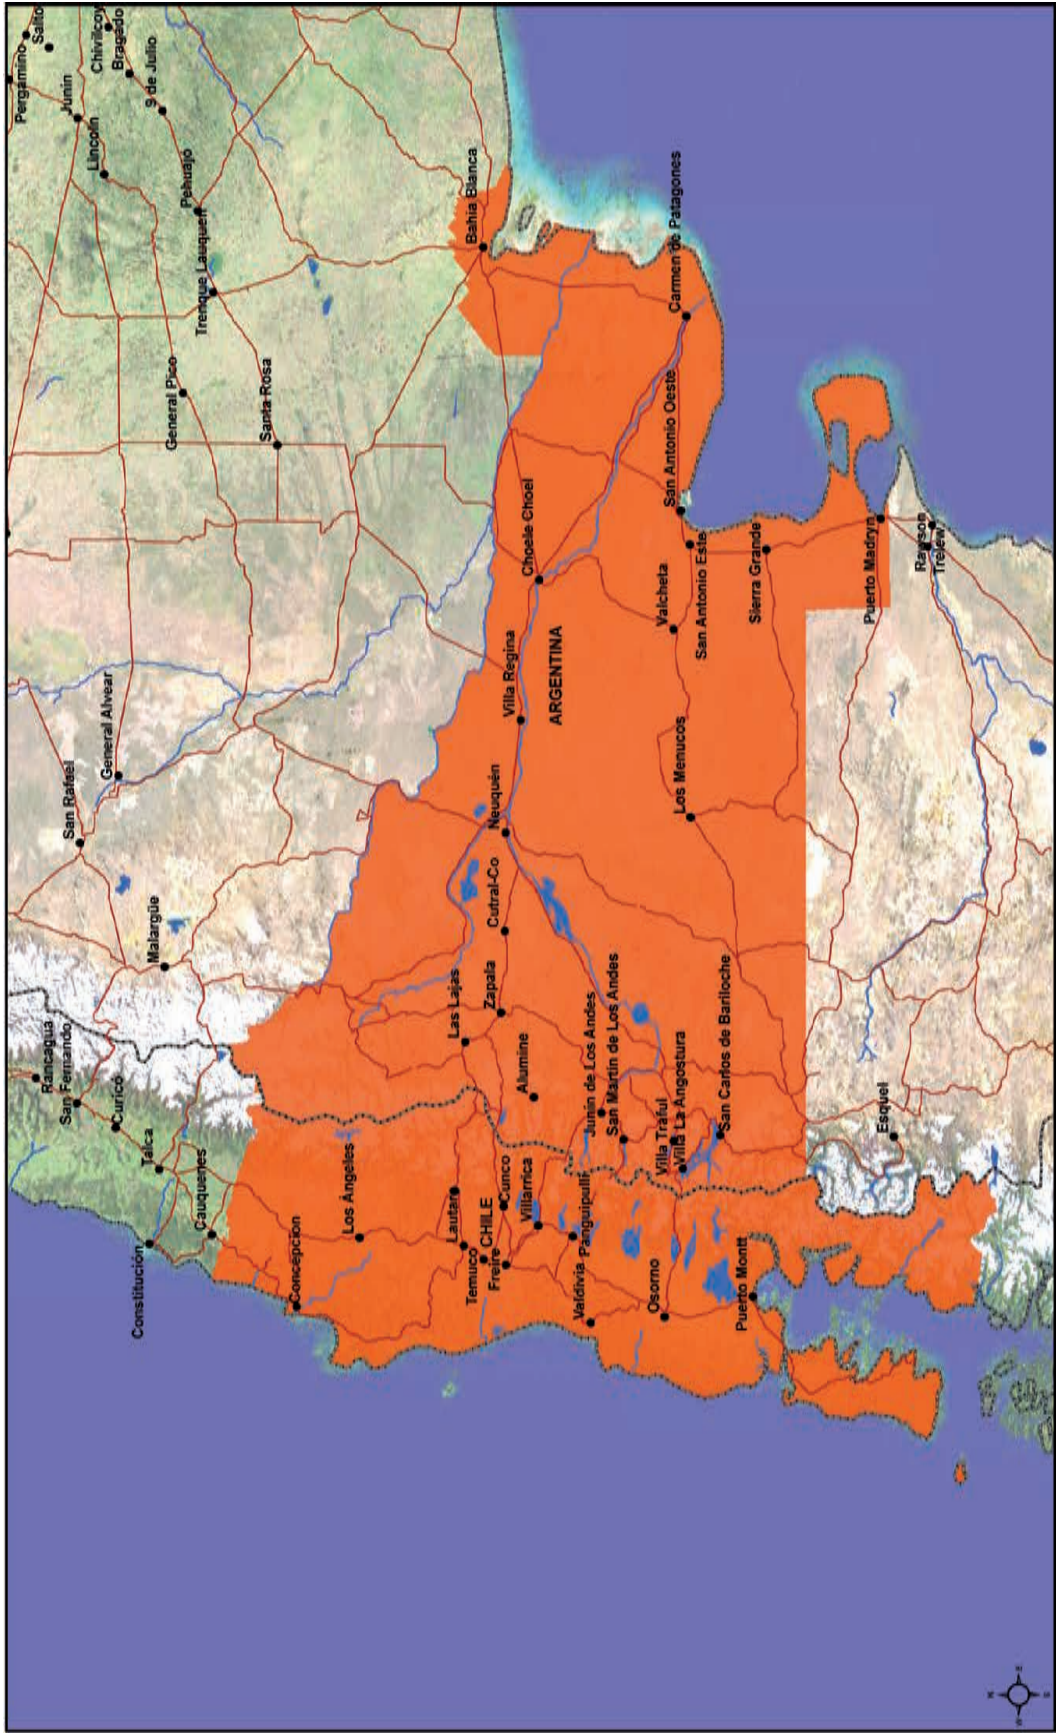 Rancagua
Pergamino
Salto
San Fernando
San Rafael
Junín
Lincoln
Chivilcoy
Curicó
General Alvear
Bragado
Constitución
Talca
Malargüe
9 de Julio
Cauquenes
General Pico
Pehuajó
Trenque Lauquen
Concepcion
Santa Rosa
Los Ángeles
Lautaro
Las Lajas
Bahía Blanca
Temuco
CHILE
Freire
Cunco
Zapala
Cutral-Co
Neuquén
Villa Regina
Villarrica
Alumine
Choele Choel
ARGENTINA
Valdivia
Panguipulli
Junín de Los Andes
San Martín de Los Andes
Osorno
Villa Traful
Villa La Angostura
Los Menucos
Valcheta
San Antonio Oeste
Carmen de Patagones
San Antonio Este
Puerto Montt
San Carlos de Bariloche
Sierra Grande
Esquel
Puerto Madryn
Rawson
Trelew
N
W
E
S